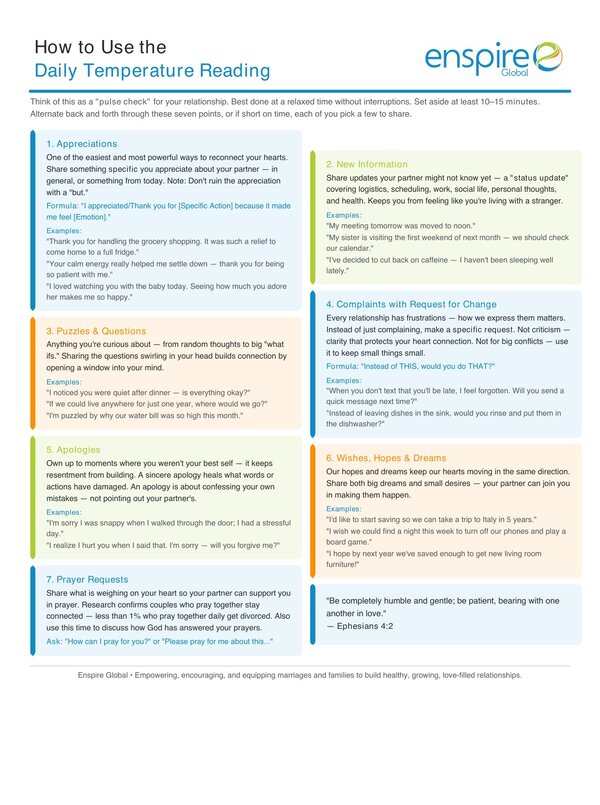 How to Use the
Daily Temperature Reading
enspire
Global
Think of this as a "pulse check" for your relationship. Best done at a relaxed time without interruptions. Set aside at least 10–15 minutes.
Alternate back and forth through these seven points, or if short on time, each of you pick a few to share.
1. Appreciations
One of the easiest and most powerful ways to reconnect your hearts.
Share something specific you appreciate about your partner — in
general, or something from today. Note: Don't ruin the appreciation
with a "but."
Formula: "I appreciated/Thank you for [Specific Action] because it made
me feel [Emotion]."
Examples:
"Thank you for handling the grocery shopping. It was such a relief to
come home to a full fridge."
"Your calm energy really helped me settle down — thank you for being
so patient with me."
"I loved watching you with the baby today. Seeing how much you adore
her makes me so happy."
2. New Information
Share updates your partner might not know yet — a "status update"
covering logistics, scheduling, work, social life, personal thoughts,
and health. Keeps you from feeling like you're living with a stranger.
Examples:
"My meeting tomorrow was moved to noon."
"My sister is visiting the first weekend of next month — we should check
our calendar."
"I've decided to cut back on caffeine — I haven't been sleeping well
lately."
3. Puzzles & Questions
Anything you're curious about — from random thoughts to big "what
ifs." Sharing the questions swirling in your head builds connection by
opening a window into your mind.
Examples:
"I noticed you were quiet after dinner — is everything okay?"
"If we could live anywhere for just one year, where would we go?"
"I'm puzzled by why our water bill was so high this month."
4. Complaints with Request for Change
Every relationship has frustrations — how we express them matters.
Instead of just complaining, make a specific request. Not criticism —
clarity that protects your heart connection. Not for big conflicts — use
it to keep small things small.
Formula: "Instead of THIS, would you do THAT?"
Examples:
"When you don't text that you'll be late, I feel forgotten. Will you send a
quick message next time?"
"Instead of leaving dishes in the sink, would you rinse and put them in
the dishwasher?"
5. Apologies
Own up to moments where you weren't your best self — it keeps
resentment from building. A sincere apology heals what words or
actions have damaged. An apology is about confessing your own
mistakes — not pointing out your partner's.
Examples:
"I'm sorry I was snappy when I walked through the door; I had a stressful
day."
"I realize I hurt you when I said that. I'm sorry — will you forgive me?"
6. Wishes, Hopes & Dreams
Our hopes and dreams keep our hearts moving in the same direction.
Share both big dreams and small desires — your partner can join you
in making them happen.
Examples:
"I'd like to start saving so we can take a trip to Italy in 5 years."
"I wish we could find a night this week to turn off our phones and play a
board game."
"I hope by next year we've saved enough to get new living room
furniture!"
7. Prayer Requests
Share what is weighing on your heart so your partner can support you
in prayer. Research confirms couples who pray together stay
connected — less than 1% who pray together daily get divorced. Also
use this time to discuss how God has answered your prayers.
Ask: "How can I pray for you?" or "Please pray for me about this..."
"Be completely humble and gentle; be patient, bearing with one
another in love."
— Ephesians 4:2
Enspire Global • Empowering, encouraging, and equipping marriages and families to build healthy, growing, love-filled relationships.